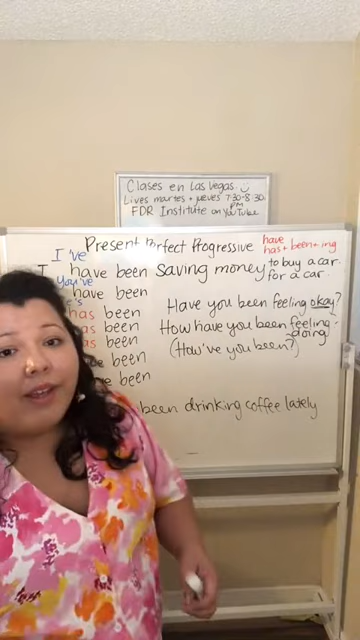 Clases en Las Vegas
Lives martes + jueves 7:30-8:30 PM
FDR Institute on YouTube
Present Perfect Progressive have has + been + ing
I've
I have been saving money to buy a car. for a car.
You've
have been
's
has been
has been
has been
been
been
Have you been feeling okay?
How have you been feeling?
doing
(How've you been?)
been drinking coffee lately